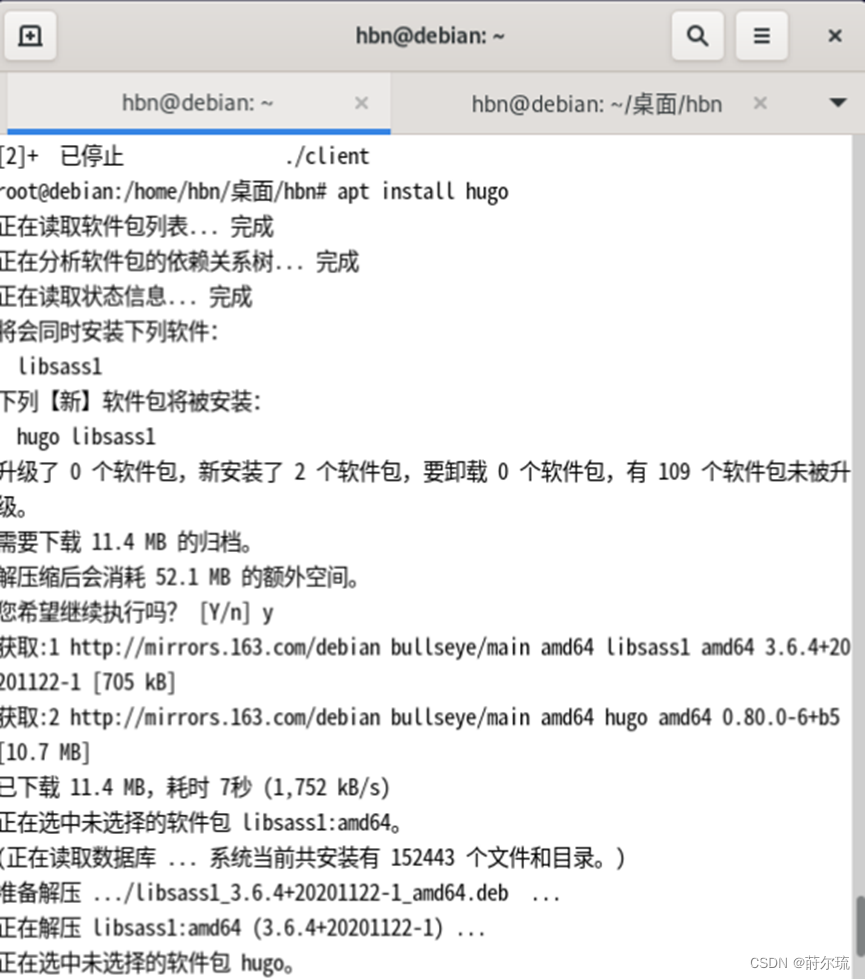 hbn@debian: ~
hbn@debian: ~
hbn@debian: ~/桌面/hbn
[2]+  已停止               ./client
root@debian:/home/hbn/桌面/hbn# apt install hugo
正在读取软件包列表... 完成
正在分析软件包的依赖关系树... 完成
正在读取状态信息... 完成
将会同时安装下列软件:
  libsass1
下列【新】软件包将被安装:
  hugo libsass1
升级了 0 个软件包，新安装了 2 个软件包，要卸载 0 个软件包，有 109 个软件包未被升
级。
需要下载 11.4 MB 的归档。
解压缩后会消耗 52.1 MB 的额外空间。
您希望继续执行吗？ [Y/n] y
获取:1 http://mirrors.163.com/debian bullseye/main amd64 libsass1 amd64 3.6.4+20
201122-1 [705 kB]
获取:2 http://mirrors.163.com/debian bullseye/main amd64 hugo amd64 0.80.0-6+b5
[10.7 MB]
已下载 11.4 MB，耗时 7秒 (1,752 kB/s)
正在选中未选择的软件包 libsass1:amd64。
(正在读取数据库 ... 系统当前共安装有 152443 个文件和目录。)
准备解压 .../libsass1_3.6.4+20201122-1_amd64.deb  ...
正在解压 libsass1:amd64 (3.6.4+20201122-1) ...
正在选中未选择的软件包 hugo。
CSDN @莳尔琉